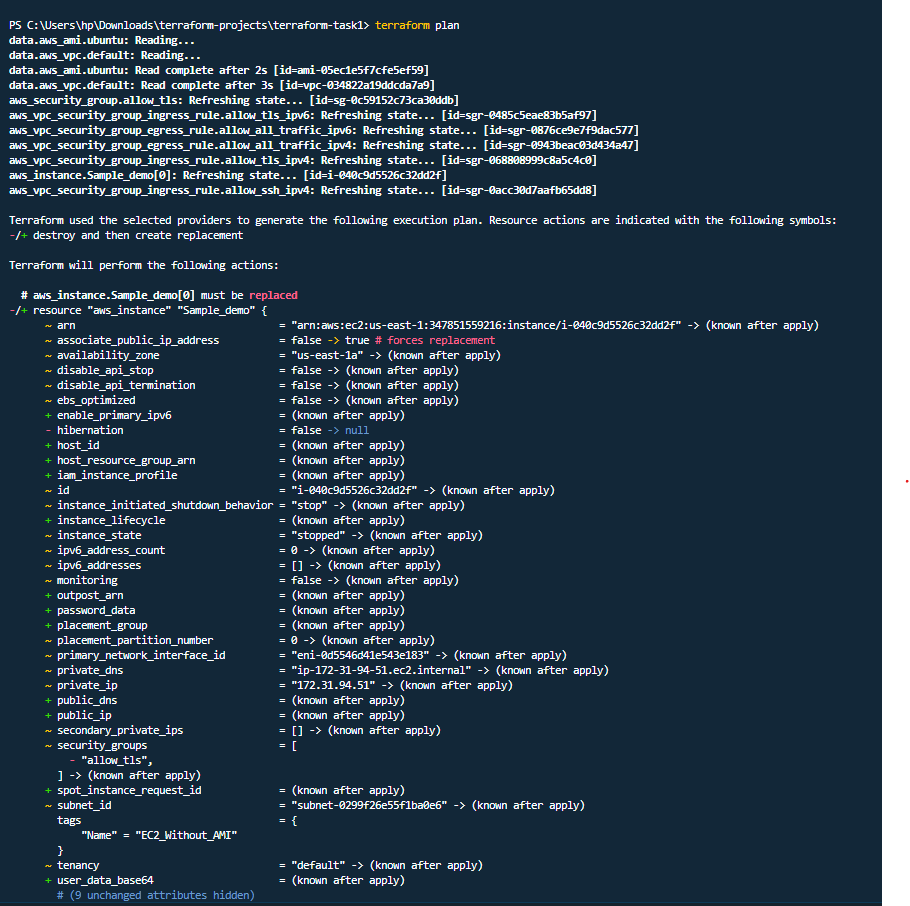 PS C:\Users\hp\Downloads\terraform-projects\terraform-task1> terraform plan
data.aws_ami.ubuntu: Reading...
data.aws_vpc.default: Reading...
data.aws_ami.ubuntu: Read complete after 2s [id=ami-05ec1e5f7cfe5ef59]
data.aws_vpc.default: Read complete after 3s [id=vpc-034822a19ddcda7a9]
aws_security_group.allow_tls: Refreshing state... [id=sg-0c59152c73ca30ddb]
aws_vpc_security_group_ingress_rule.allow_tls_ipv6: Refreshing state... [id=sgr-0485c5eae83b5af97]
aws_vpc_security_group_egress_rule.allow_all_traffic_ipv6: Refreshing state... [id=sgr-0876ce9e7f9dac577]
aws_vpc_security_group_egress_rule.allow_all_traffic_ipv4: Refreshing state... [id=sgr-0943beac03d434a47]
aws_vpc_security_group_ingress_rule.allow_tls_ipv4: Refreshing state... [id=sgr-068808999c8a5c4c0]
aws_instance.Sample_demo[0]: Refreshing state... [id=i-040c9d5526c32dd2f]
aws_vpc_security_group_ingress_rule.allow_ssh_ipv4: Refreshing state... [id=sgr-0acc30d7aafb65dd8]
Terraform used the selected providers to generate the following execution plan. Resource actions are indicated with the following symbols:
-/+ destroy and then create replacement
Terraform will perform the following actions:
# aws_instance.Sample_demo[0] must be replaced
-/+ resource "aws_instance" "Sample_demo" {
~ arn = "arn:aws:ec2:us-east-1:347851559216:instance/i-040c9d5526c32dd2f" -> (known after apply)
~ associate_public_ip_address = false -> true # forces replacement
~ availability_zone = "us-east-1a" -> (known after apply)
~ disable_api_stop = false -> (known after apply)
~ disable_api_termination = false -> (known after apply)
~ ebs_optimized = false -> (known after apply)
+ enable_primary_ipv6 = (known after apply)
- hibernation = false -> null
+ host_id = (known after apply)
+ host_resource_group_arn = (known after apply)
+ iam_instance_profile = (known after apply)
~ id = "i-040c9d5526c32dd2f" -> (known after apply)
~ instance_initiated_shutdown_behavior = "stop" -> (known after apply)
+ instance_lifecycle = (known after apply)
~ instance_state = "stopped" -> (known after apply)
~ ipv6_address_count = 0 -> (known after apply)
~ ipv6_addresses = [] -> (known after apply)
~ monitoring = false -> (known after apply)
+ outpost_arn = (known after apply)
+ password_data = (known after apply)
+ placement_group = (known after apply)
~ placement_partition_number = 0 -> (known after apply)
~ primary_network_interface_id = "eni-0d5546d41e543e183" -> (known after apply)
~ private_dns = "ip-172-31-94-51.ec2.internal" -> (known after apply)
~ private_ip = "172.31.94.51" -> (known after apply)
+ public_dns = (known after apply)
+ public_ip = (known after apply)
~ secondary_private_ips = [] -> (known after apply)
~ security_groups = [
- "allow_tls",
] -> (known after apply)
+ spot_instance_request_id = (known after apply)
~ subnet_id = "subnet-0299f26e55f1ba0e6" -> (known after apply)
tags = {
"Name" = "EC2_Without_AMI"
}
~ tenancy = "default" -> (known after apply)
+ user_data_base64 = (known after apply)
# (9 unchanged attributes hidden)